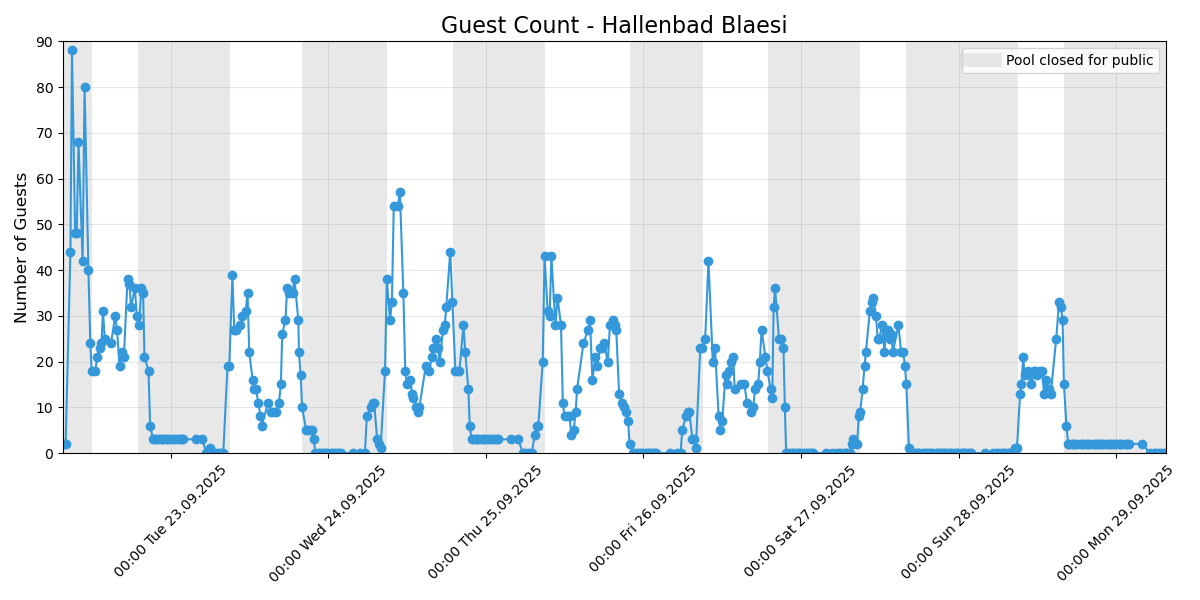 Guest Count - Hallenbad Blaesi
Pool closed for public
Number of Guests
90
80
70
60
50
40
30
20
10
0
00:00 Tue 23.09.2025
00:00 Wed 24.09.2025
00:00 Thu 25.09.2025
00:00 Fri 26.09.2025
00:00 Sat 27.09.2025
00:00 Sun 28.09.2025
00:00 Mon 29.09.2025